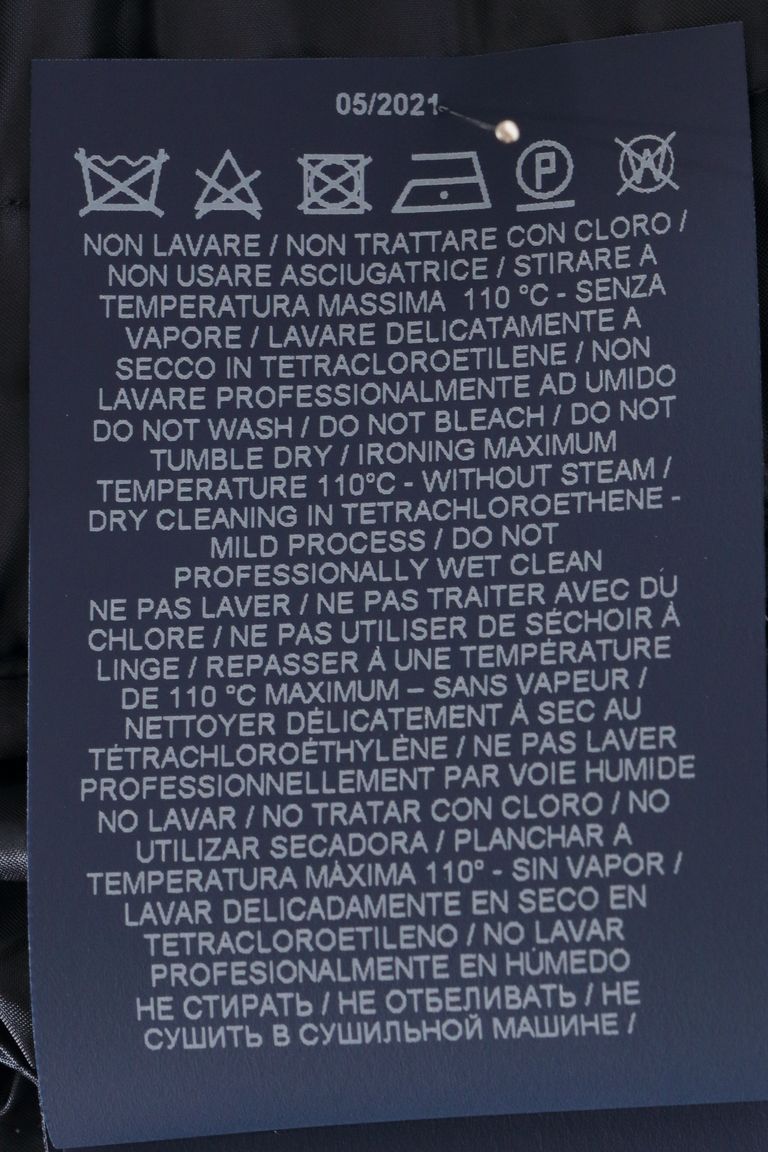 05/2021
P
W
NON LAVARE / NON TRATTARE CON CLORO /
NON USARE ASCIUGATRICE / STIRARE A
TEMPERATURA MASSIMA 110 °C - SENZA
VAPORE / LAVARE DELICATAMENTE A
SECCO IN TETRACLOROETILENE / NON
LAVARE PROFESSIONALMENTE AD UMIDO
DO NOT WASH / DO NOT BLEACH / DO NOT
TUMBLE DRY / IRONING MAXIMUM
TEMPERATURE 110°C - WITHOUT STEAM /
DRY CLEANING IN TETRACHLOROETHENE -
MILD PROCESS / DO NOT
PROFESSIONALLY WET CLEAN
NE PAS LAVER / NE PAS TRAITER AVEC DU
CHLORE / NE PAS UTILISER DE SÉCHOIR À
LINGE / REPASSER À UNE TEMPÉRATURE
DE 110 °C MAXIMUM – SANS VAPEUR /
NETTOYER DÉLICATEMENT À SEC AU
TÉTRACHLOROÉTHYLÈNE / NE PAS LAVER
PROFESSIONNELLEMENT PAR VOIE HUMIDE
NO LAVAR / NO TRATAR CON CLORO / NO
UTILIZAR SECADORA / PLANCHAR A
TEMPERATURA MÁXIMA 110º - SIN VAPOR /
LAVAR DELICADAMENTE EN SECO EN
TETRACLOROETILENO / NO LAVAR
PROFESIONALMENTE EN HÚMEDO
НЕ СТИРАТЬ / НЕ ОТБЕЛИВАТЬ / НЕ
СУШИТЬ В СУШИЛЬНОЙ МАШИНЕ /